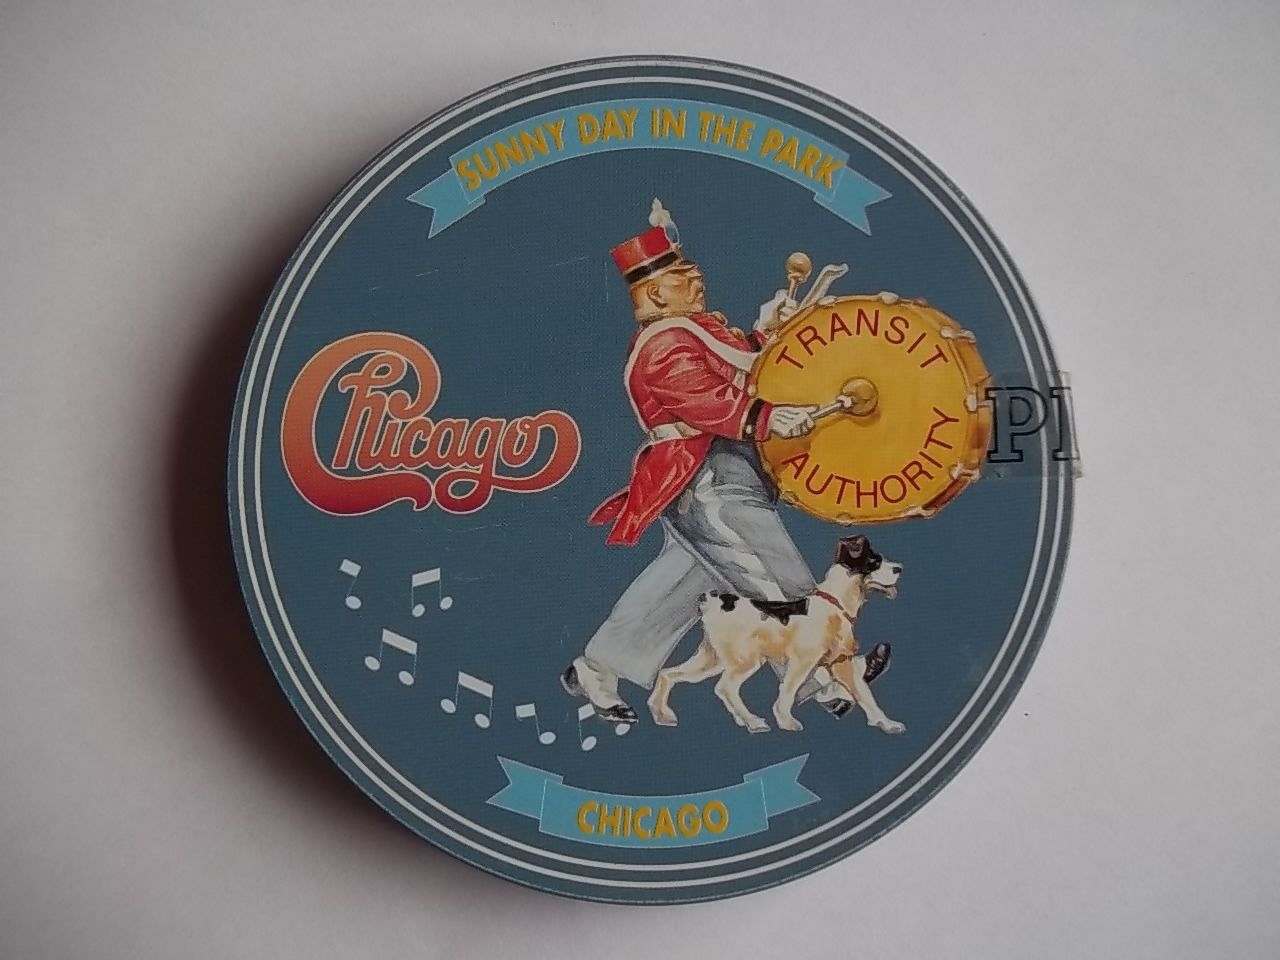 SUNNY DAY IN THE PARK
Chicago
TRANSIT
AUTHORITY
CHICAGO